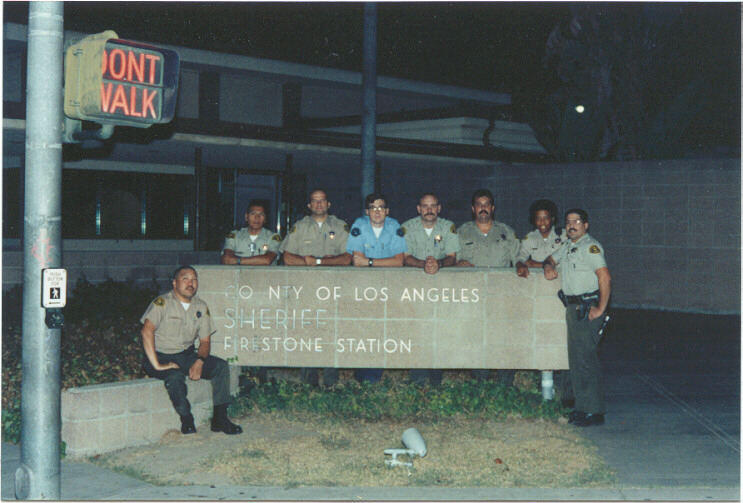 DONT
WALK
CO NTY OF LOS ANGELES
SHERIFF
FIRESTONE STATION